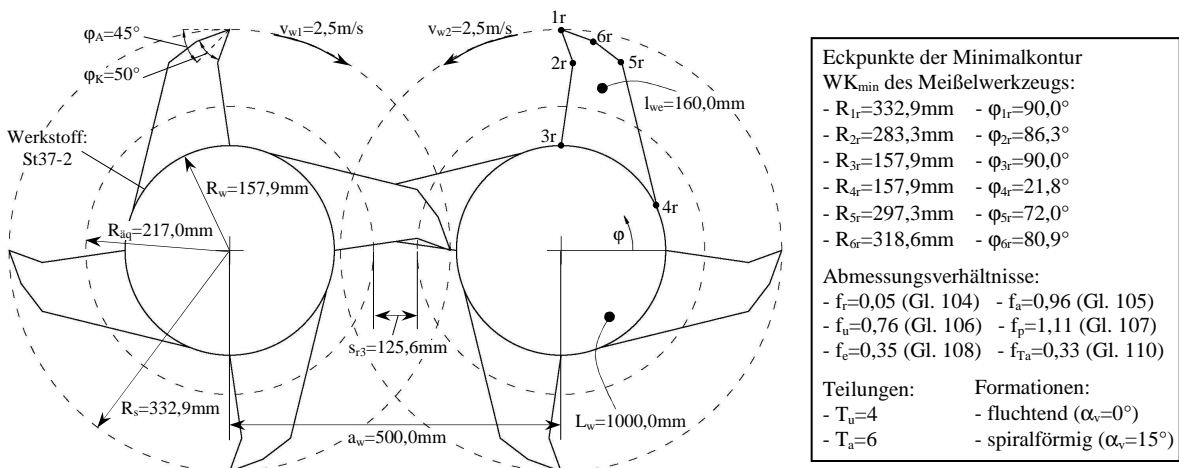 φA=45°
φK=50°
vw1=2,5m/s
vw2=2,5m/s
1r
6r
2r
5r
lwe=160,0mm
Werkstoff:
St37-2
3r
Rw=157,9mm
4r
Räq=217,0mm
φ
sr3=125,6mm
Rs=332,9mm
Lw=1000,0mm
aw=500,0mm
Eckpunkte der Minimalkontur
WKmin des Meißelwerkzeugs:
- R1r=332,9mm - φ1r=90,0°
- R2r=283,3mm - φ2r=86,3°
- R3r=157,9mm - φ3r=90,0°
- R4r=157,9mm - φ4r=21,8°
- R5r=297,3mm - φ5r=72,0°
- R6r=318,6mm - φ6r=80,9°
Abmessungsverhältnisse:
- fr=0,05 (Gl. 104) - fa=0,96 (Gl. 105)
- fu=0,76 (Gl. 106) - fp=1,11 (Gl. 107)
- fe=0,35 (Gl. 108) - fTa=0,33 (Gl. 110)
Teilungen: Formationen:
- Tu=4 - fluchtend (αv=0°)
- Ta=6 - spiralförmig (αv=15°)